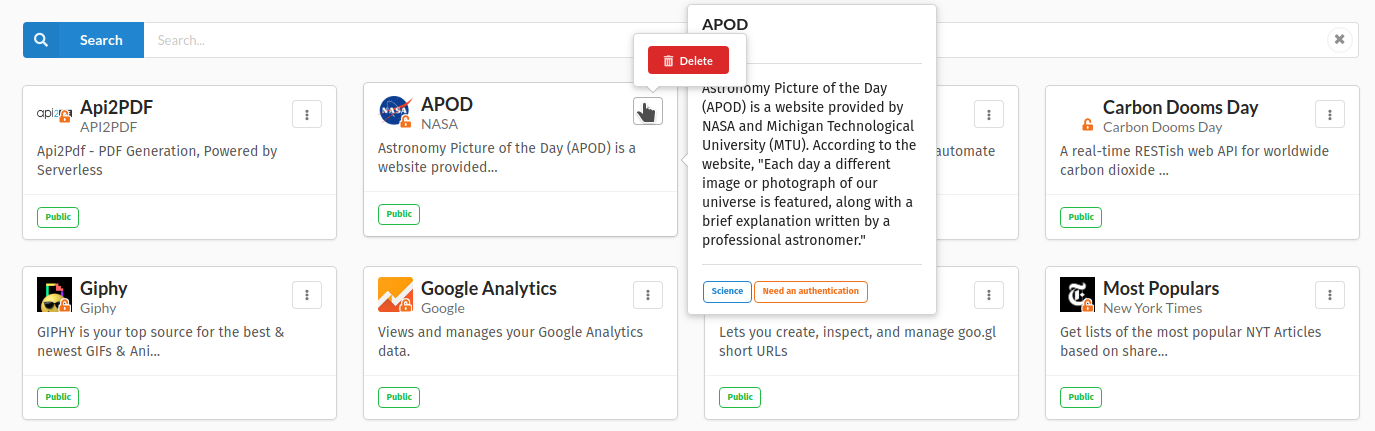 Search
Search...
Api2PDF
API2PDF
Api2Pdf - PDF Generation, Powered by
Serverless
Public
NASA
APOD
NASA
Astronomy Picture of the Day (APOD) is a
website provided...
Public
Delete
APOD
Astronomy Picture of the Day
(APOD) is a website provided by
NASA and Michigan Technological
University (MTU). According to the
website, "Each day a different
image or photograph of our
universe is featured, along with a
brief explanation written by a
professional astronomer."
Science
Need an authentication
automate
Carbon Dooms Day
Carbon Dooms Day
A real-time RESTish web API for worldwide
carbon dioxide ...
Public
Giphy
Giphy
GIPHY is your top source for the best &
newest GIFs & Ani...
Public
Google Analytics
Google
Views and manages your Google Analytics
data.
Public
Lets you create, inspect, and manage goo.gl
short URLs
Public
Most Populars
New York Times
Get lists of the most popular NYT Articles
based on share...
Public